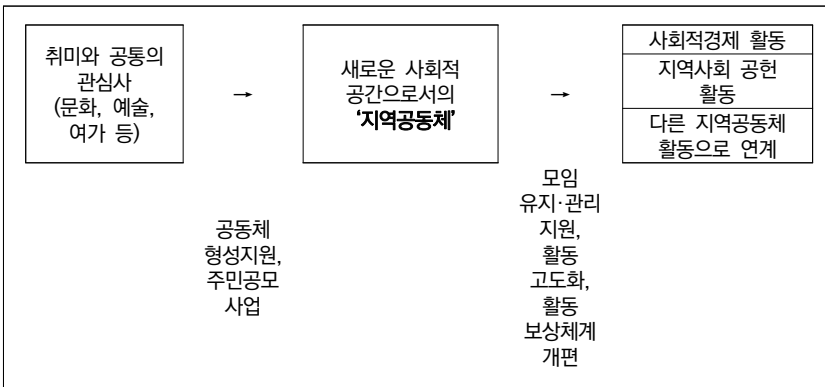 취미와 공통의
관심사
(문화, 예술,
여가 등)
→
새로운 사회적
공간으로서의
‘지역공동체’
→
사회적경제 활동
지역사회 공헌
활동
다른 지역공동체
활동으로 연계
공동체
형성지원,
주민공모
사업
모임
유지·관리
지원,
활동
고도화,
활동
보상체계
개편